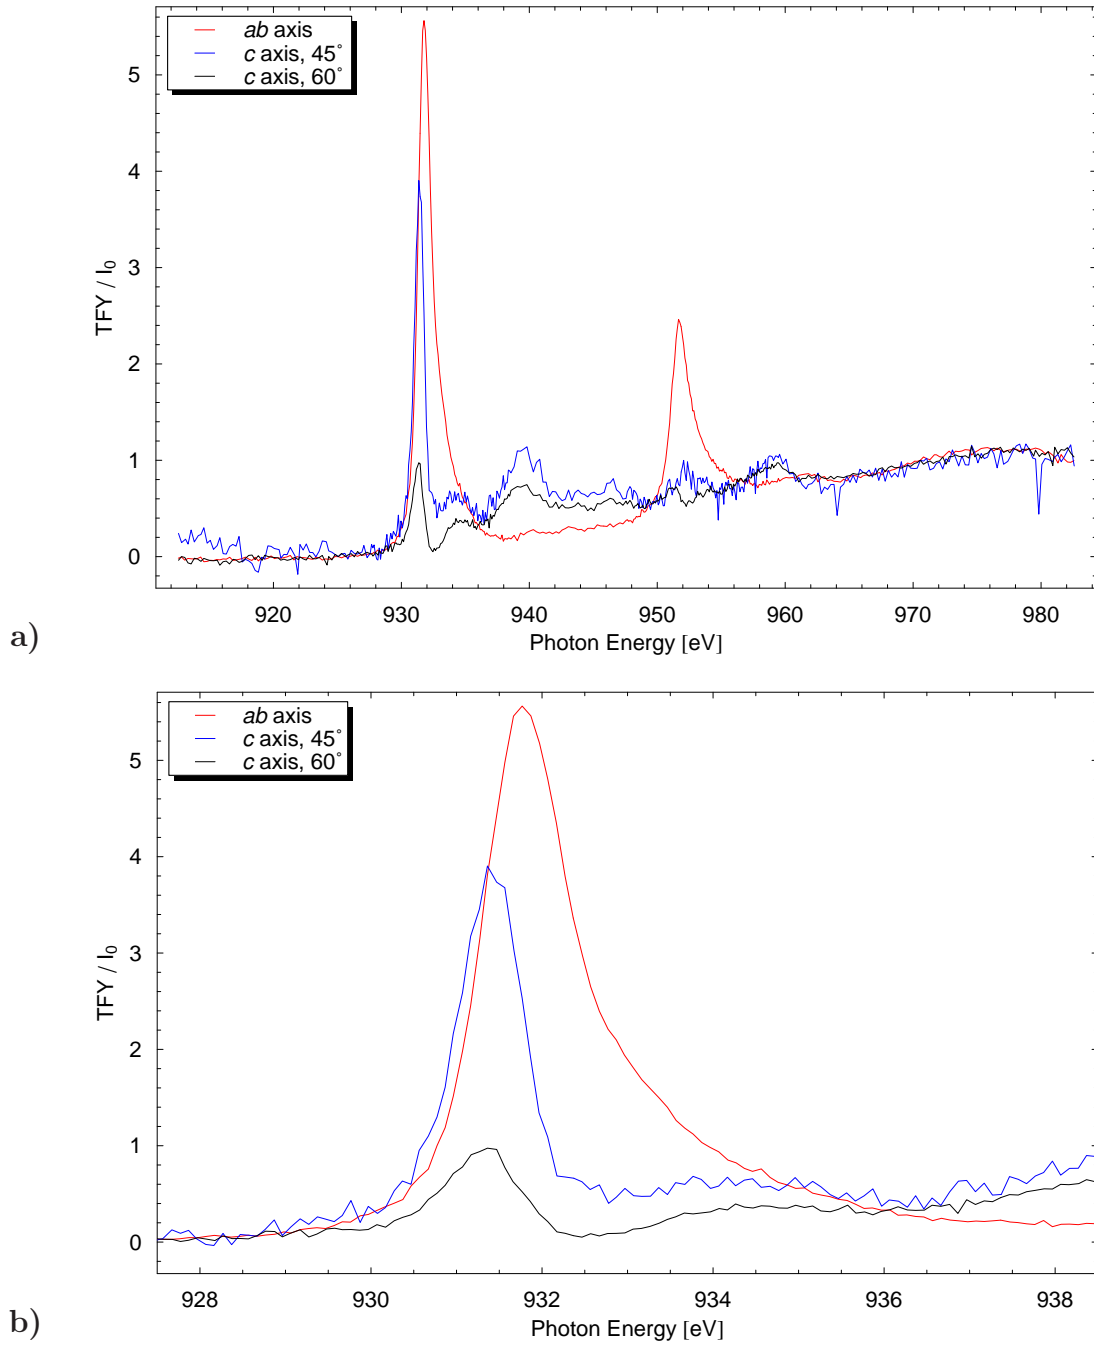 ab axis
c axis, 45°
c axis, 60°
5
4
3
2
1
0
TFY / I₀
920 930 940 950 960 970 980
Photon Energy [eV]
a)
ab axis
c axis, 45°
c axis, 60°
5
4
3
2
1
0
TFY / I₀
928 930 932 934 936 938
Photon Energy [eV]
b)